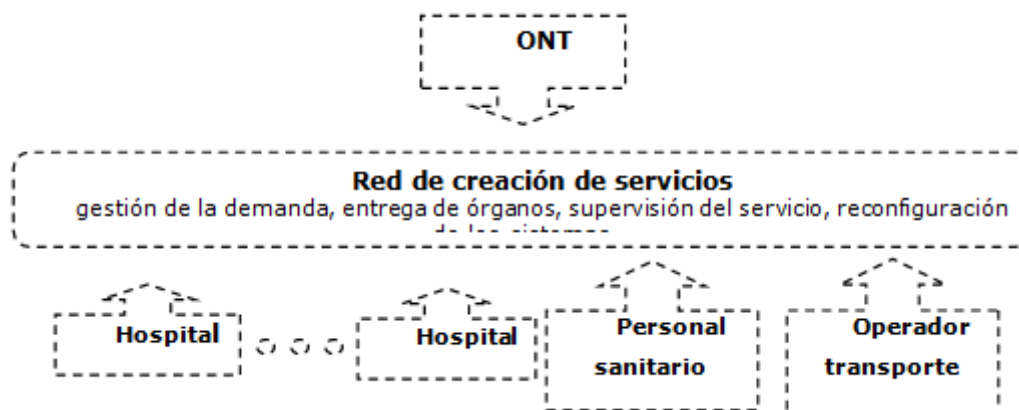 ONT
Red de creación de servicios
gestión de la demanda, entrega de órganos, supervisión del servicio, reconfiguración
Hospital
Hospital
Personal
sanitario
Operador
transporte